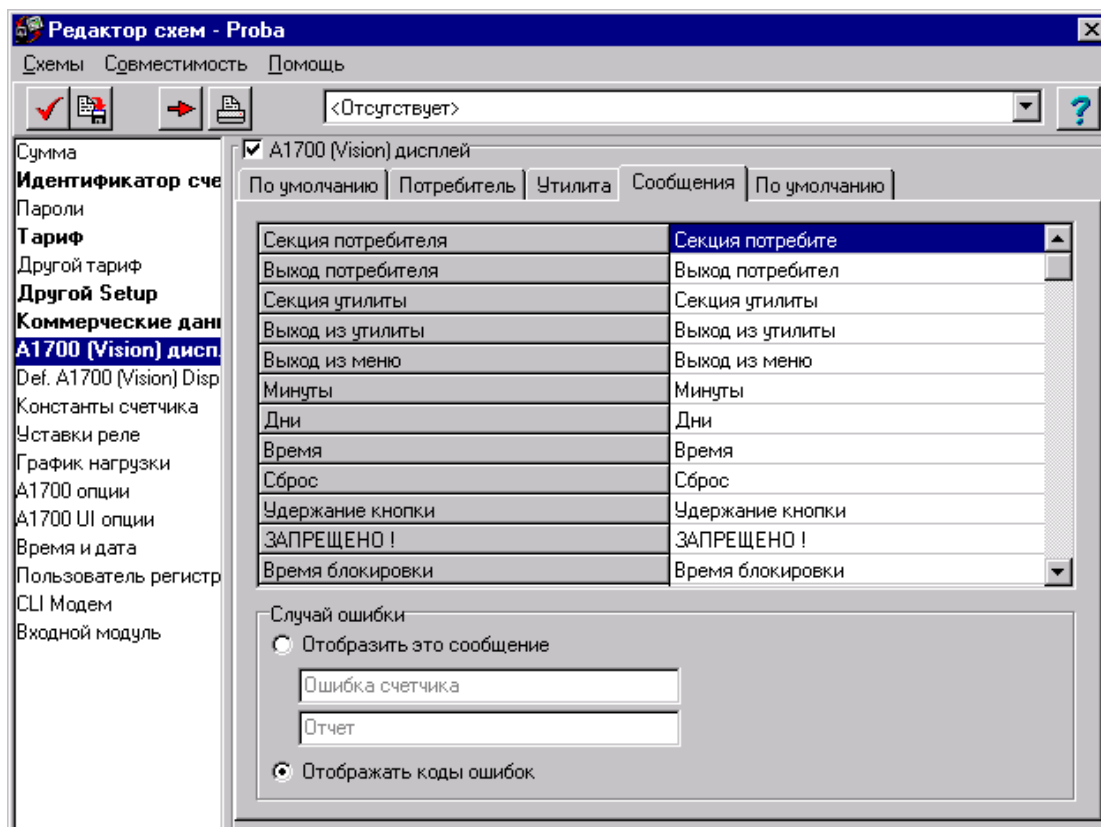 Редактор схем - Proba
Схемы Совместимость Помощь
<Отсутствует>
Сумма
Идентификатор сче
Пароли
Тариф
Другой тариф
Другой Setup
Коммерческие дан
А1700 (Vision) дисп.
Def. A1700 (Vision) Disp
Константы счетчика
Уставки реле
График нагрузки
А1700 опции
А1700 UI опции
Время и дата
Пользователь регистр
CLI Модем
Входной модуль
А1700 (Vision) дисплей
По умолчанию Потребитель Утилита Сообщения По умолчанию
Секция потребителя Секция потребите
Выход потребителя Выход потребител
Секция утилиты Секция утилиты
Выход из утилиты Выход из утилиты
Выход из меню Выход из меню
Минуты Минуты
Дни Дни
Время Время
Сброс Сброс
Удержание кнопки Удержание кнопки
ЗАПРЕЩЕНО ! ЗАПРЕЩЕНО !
Время блокировки Время блокировки
Случай ошибки
Отобразить это сообщение
Ошибка счетчика
Отчет
Отображать коды ошибок